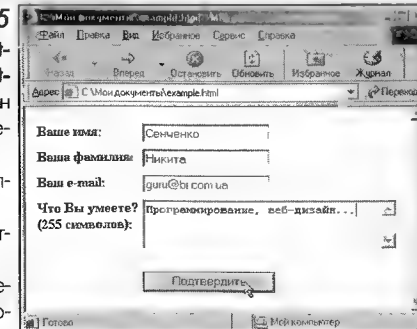 C:\Мои документы\example.html
Файл Правка Вид Избранное Сервис Справка
Назад Вперед Остановить Обновить Избранное Журнал
Адрес C:\Мои документы\example.html Переход
Ваше имя: Сенченко
Ваша фамилия: Никита
Ваш e-mail: guru@bi.com.ua
Что Вы умеете? Программирование, веб-дизайн...
(255 символов):
Подтвердить
Готово Мой компьютер